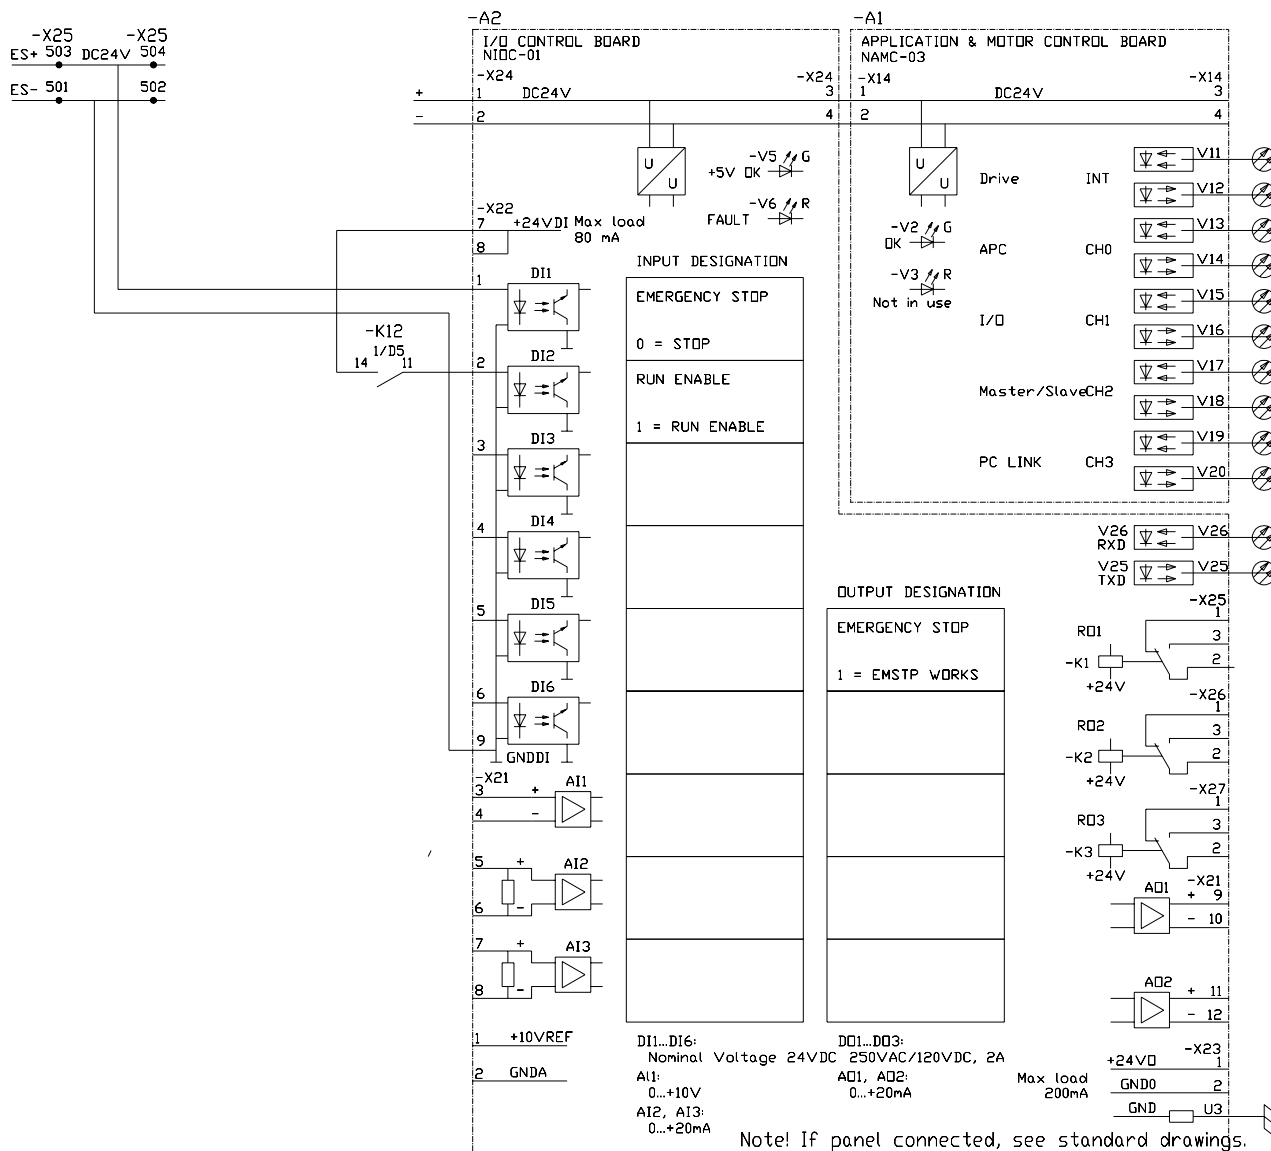 -A2
-A1
-X25
-X25
ES+ 503 DC24V 504
ES- 501
502
I/O CONTROL BOARD
NIOC-01
APPLICATION & MOTOR CONTROL BOARD
NAMC-03
-X24
-X24
-X14
-X14
+
1
DC24V
3
1
DC24V
3
-
2
4
2
4
U
U
-V5
G
+5V OK
-V6
R
FAULT
U
U
-V2
G
OK
-V3
R
Not in use
Drive
INT
V11
V12
APC
CH0
V13
V14
I/O
CH1
V15
V16
Master/Slave
CH2
V17
V18
PC LINK
CH3
V19
V20
V26
RXD
V26
V25
TXD
V25
-X22
7
+24VDI Max load
80 mA
8
1
DI1
-K12
1/D5
14
11
2
DI2
3
DI3
4
DI4
5
DI5
6
DI6
9
GNDDI
INPUT DESIGNATION
EMERGENCY STOP
0 = STOP
RUN ENABLE
1 = RUN ENABLE
OUTPUT DESIGNATION
EMERGENCY STOP
1 = EMSTP WORKS
-X25
1
RO1
3
-K1
2
+24V
-X26
1
RO2
3
-K2
2
+24V
-X27
1
RO3
3
-K3
2
+24V
-X21
3
+
AI1
4
-
5
+
AI2
6
-
7
+
AI3
8
-
1
+10VREF
2
GNDA
-X21
AO1
+ 9
- 10
AO2
+ 11
- 12
DI1...DI6:
Nominal Voltage 24VDC
AI1:
0...+10V
AI2, AI3:
0...+20mA
DO1...DO3:
250VAC/120VDC, 2A
AO1, AO2:
0...+20mA
-X23
+24VO
1
Max load
200mA
GNDO
2
GND
U3
Note! If panel connected, see standard drawings.